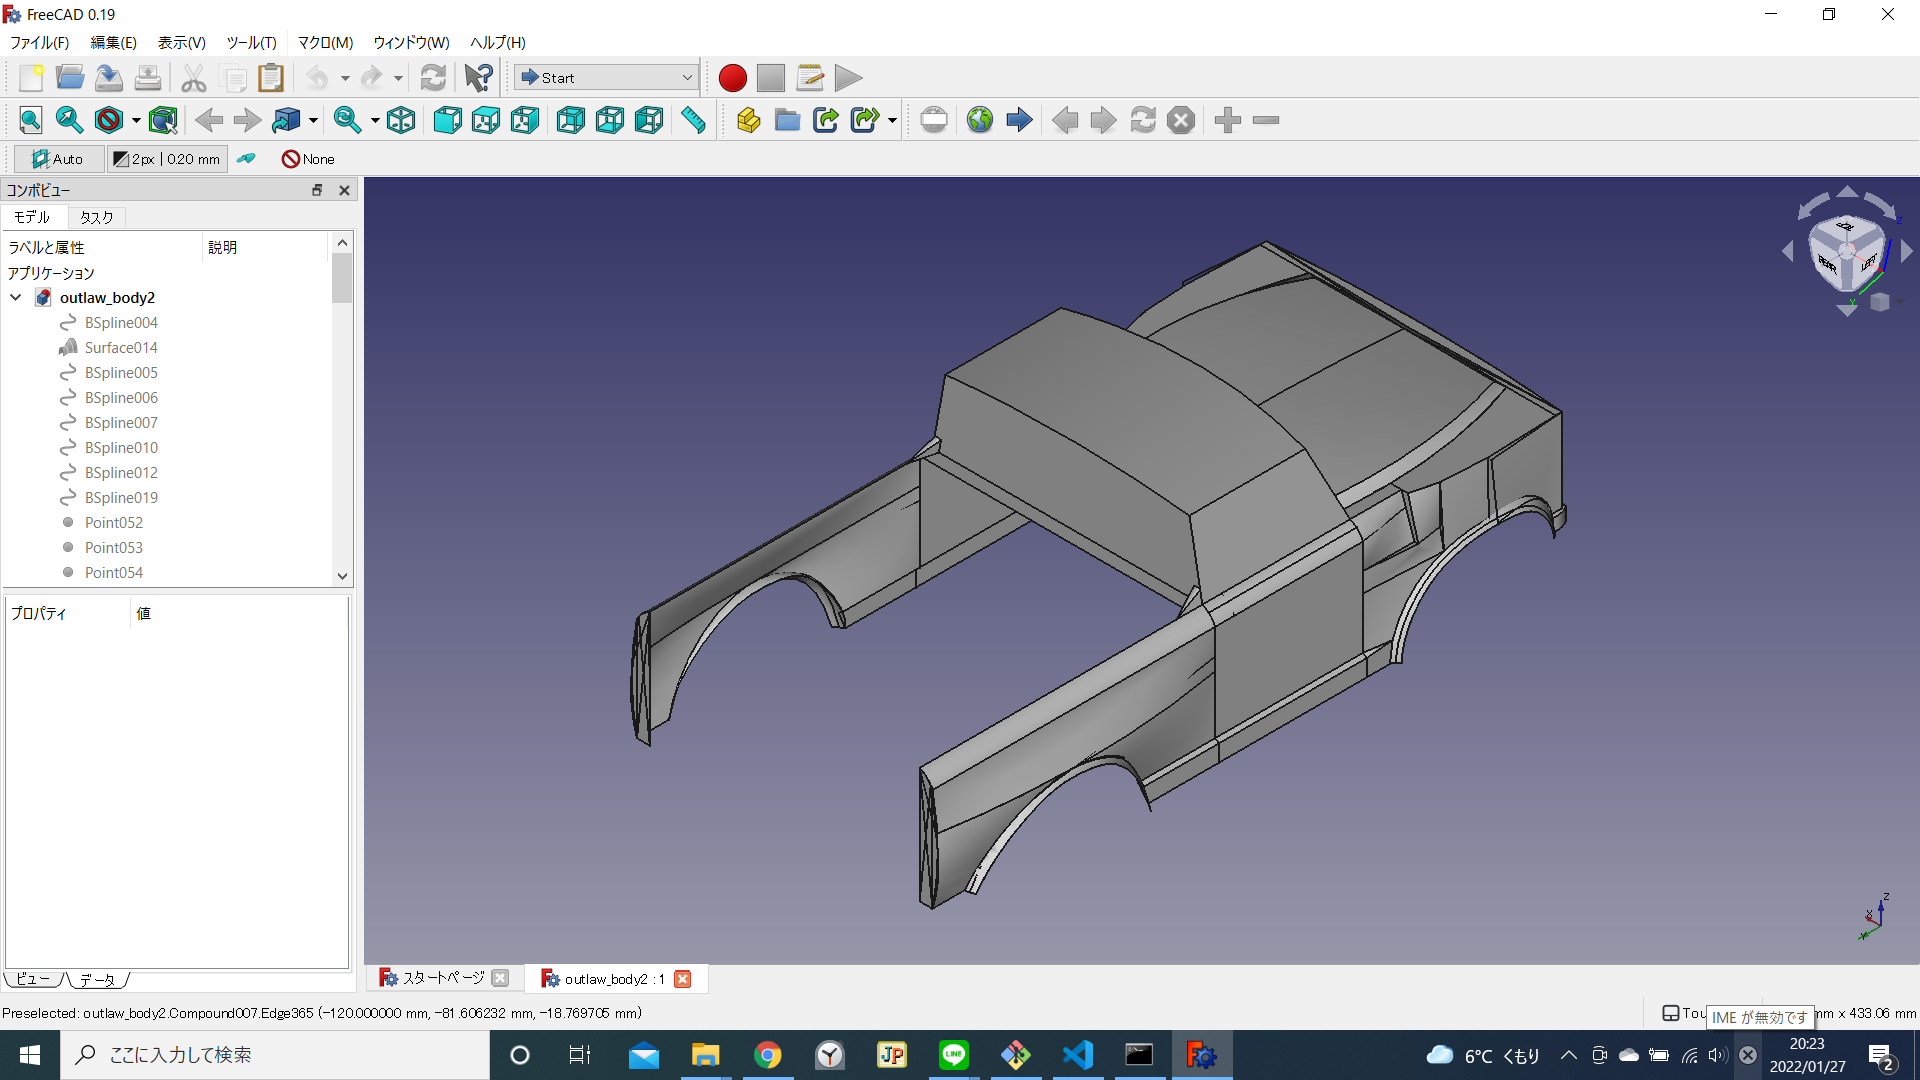 FreeCAD 0.19
ファイル(F) 編集(E) 表示(V) ツール(T) マクロ(M) ウィンドウ(W) ヘルプ(H)
Start
Auto 2px | 0.20 mm None
コンボビュー
モデル タスク
ラベルと属性 説明
アプリケーション
outlaw_body2
BSpline004
Surface014
BSpline005
BSpline006
BSpline007
BSpline010
BSpline012
BSpline019
Point052
Point053
Point054
プロパティ 値
ビュー データ
REAR LEFT
Z
Y
Z
X
Y
スタートページ outlaw_body2 : 1
Preselected: outlaw_body2.Compound007.Edge365 (-120.000000 mm, -81.606232 mm, -18.769705 mm)
Tou mm x 433.06 mm
IME が無効です
ここに入力して検索
JP
LINE
6°C くもり
20:23
2022/01/27
2